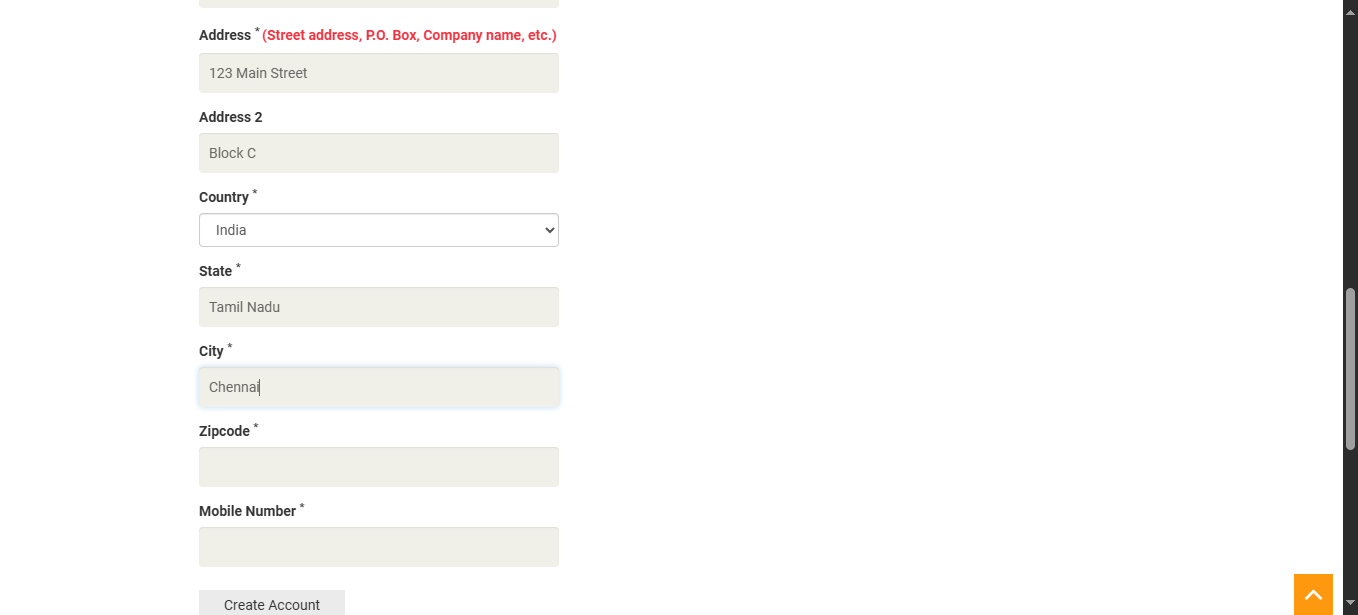 Address * (Street address, P.O. Box, Company name, etc.)
123 Main Street
Address 2
Block C
Country *
India
State *
Tamil Nadu
City *
Chennai
Zipcode *
Mobile Number *
Create Account